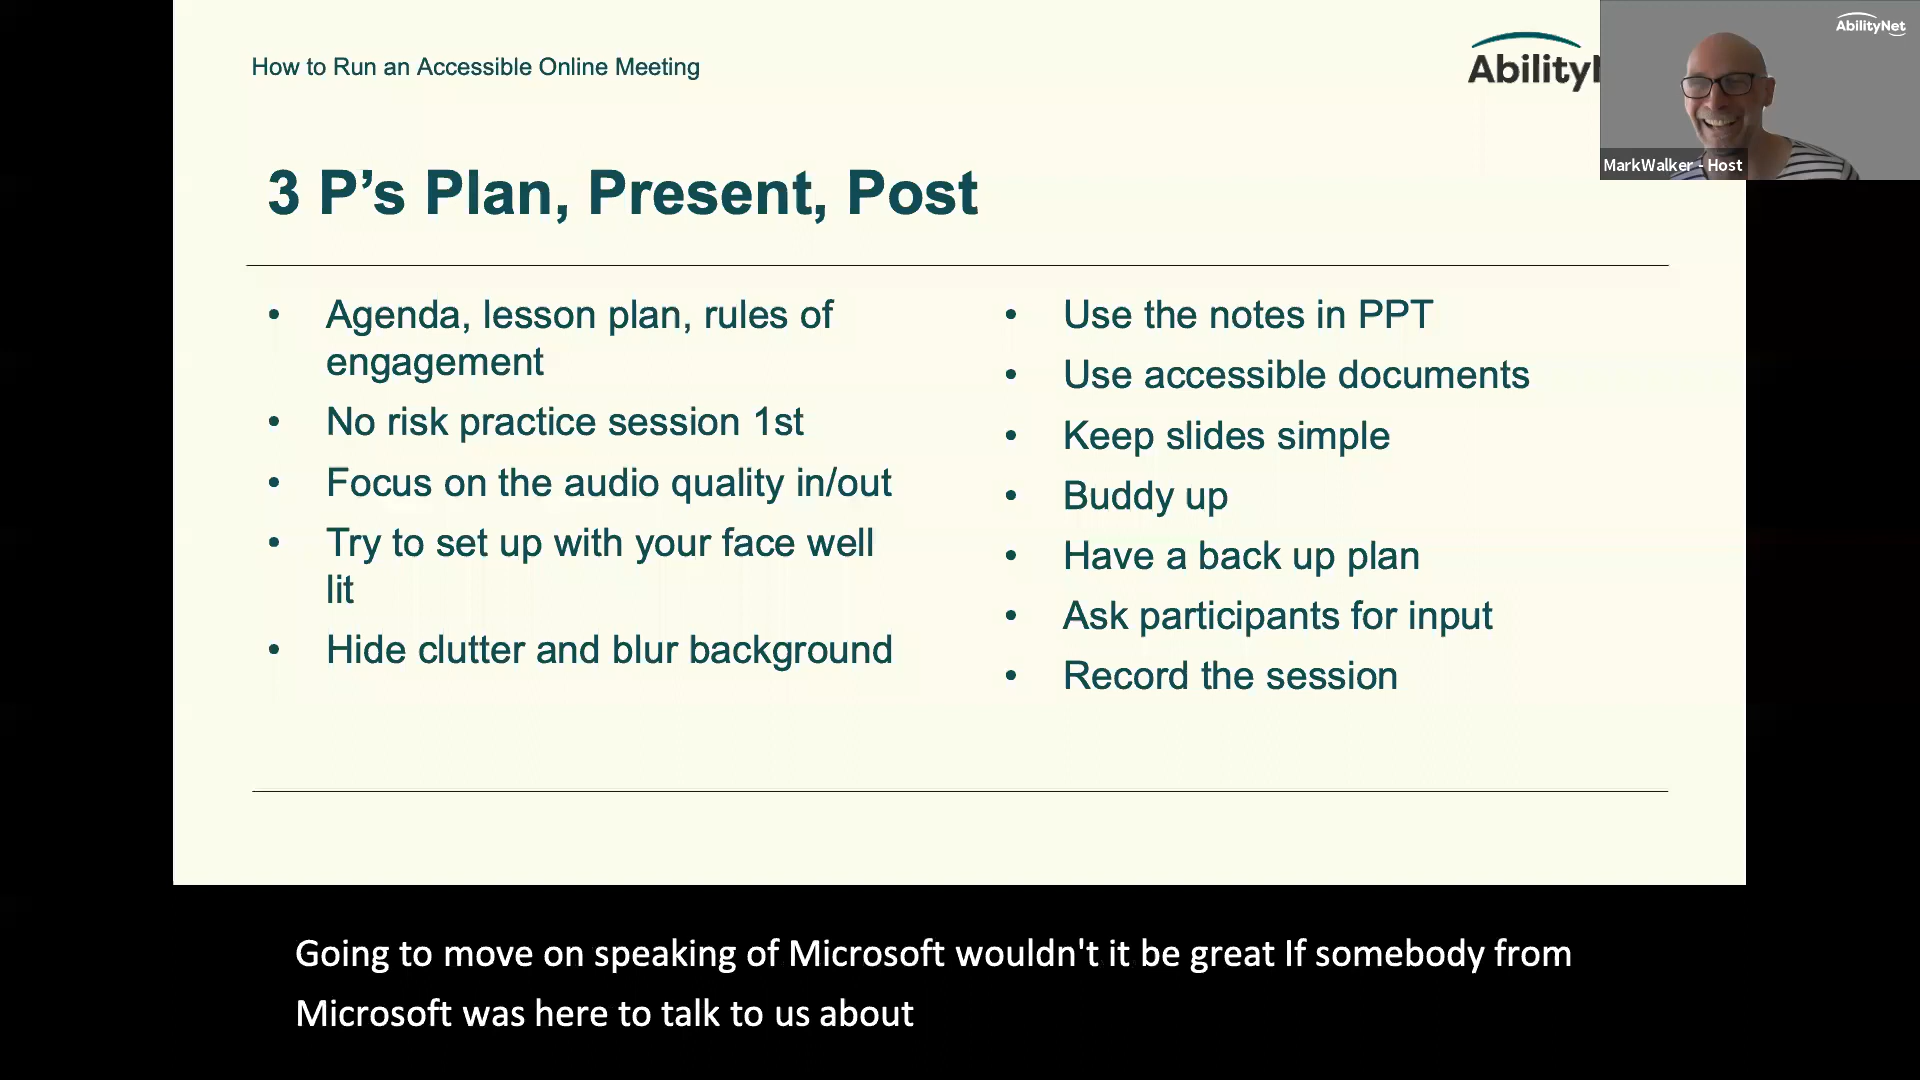 How to Run an Accessible Online Meeting
AbilityN
AbilityNet
MarkWalker - Host
3 P’s Plan, Present, Post
• Agenda, lesson plan, rules of
engagement
• No risk practice session 1st
• Focus on the audio quality in/out
• Try to set up with your face well
lit
• Hide clutter and blur background
• Use the notes in PPT
• Use accessible documents
• Keep slides simple
• Buddy up
• Have a back up plan
• Ask participants for input
• Record the session
Going to move on speaking of Microsoft wouldn't it be great If somebody from
Microsoft was here to talk to us about